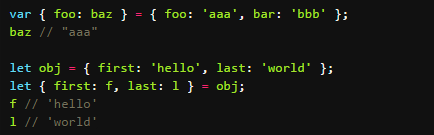 var { foo: baz } = { foo: 'aaa', bar: 'bbb' };
baz // "aaa"
let obj = { first: 'hello', last: 'world' };
let { first: f, last: l } = obj;
f // 'hello'
l // 'world'